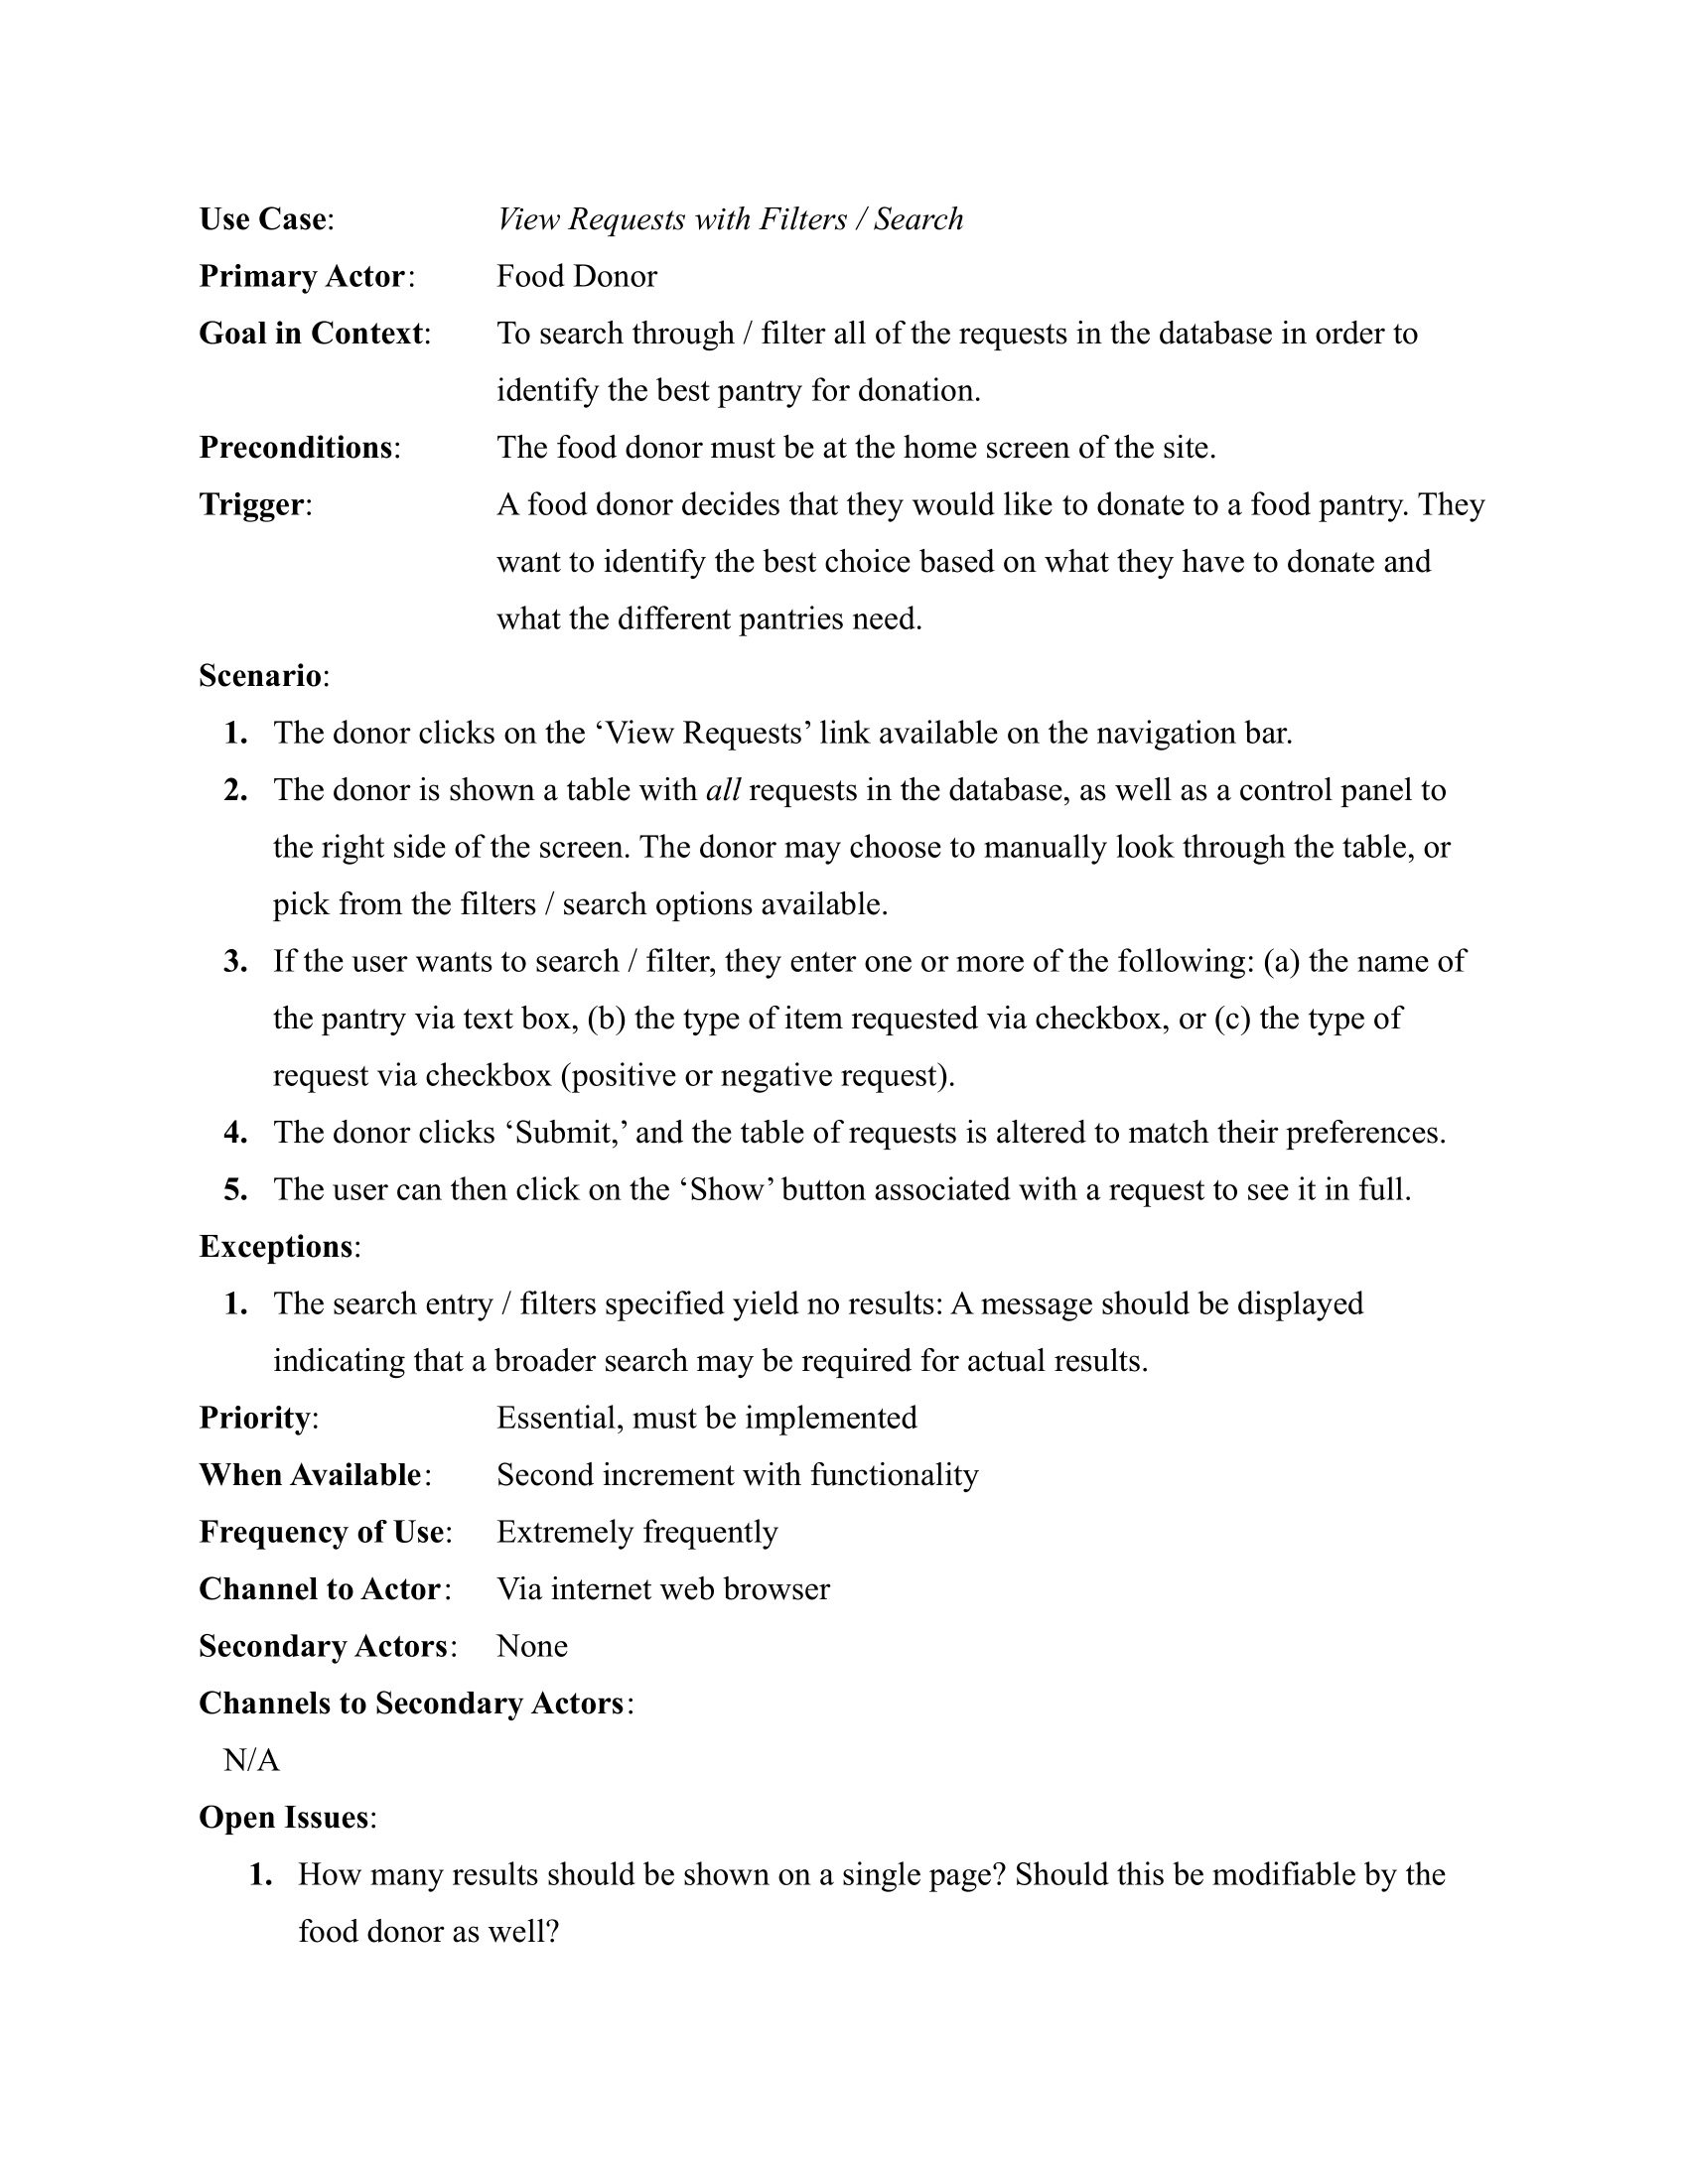 Use Case: View Requests with Filters / Search
Primary Actor: Food Donor
Goal in Context: To search through / filter all of the requests in the database in order to
identify the best pantry for donation.
Preconditions: The food donor must be at the home screen of the site.
Trigger: A food donor decides that they would like to donate to a food pantry. They
want to identify the best choice based on what they have to donate and
what the different pantries need.
Scenario:
1. The donor clicks on the ‘View Requests’ link available on the navigation bar.
2. The donor is shown a table with all requests in the database, as well as a control panel to
the right side of the screen. The donor may choose to manually look through the table, or
pick from the filters / search options available.
3. If the user wants to search / filter, they enter one or more of the following: (a) the name of
the pantry via text box, (b) the type of item requested via checkbox, or (c) the type of
request via checkbox (positive or negative request).
4. The donor clicks ‘Submit,’ and the table of requests is altered to match their preferences.
5. The user can then click on the ‘Show’ button associated with a request to see it in full.
Exceptions:
1. The search entry / filters specified yield no results: A message should be displayed
indicating that a broader search may be required for actual results.
Priority: Essential, must be implemented
When Available: Second increment with functionality
Frequency of Use: Extremely frequently
Channel to Actor: Via internet web browser
Secondary Actors: None
Channels to Secondary Actors:
N/A
Open Issues:
1. How many results should be shown on a single page? Should this be modifiable by the
food donor as well?